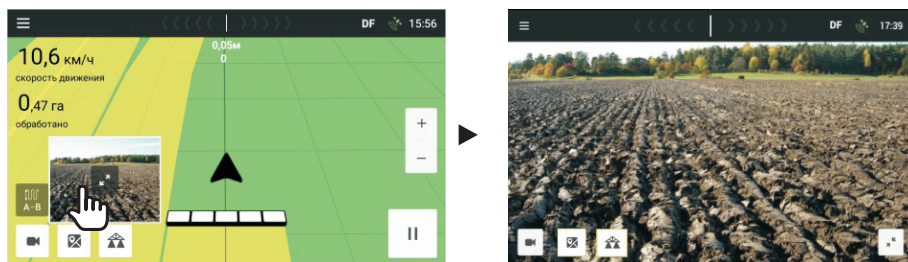 DF 15:56
0,05м
0
10,6 км/ч
скорость движения
0,47 га
обработано
+
−
A-B
DF 17:39